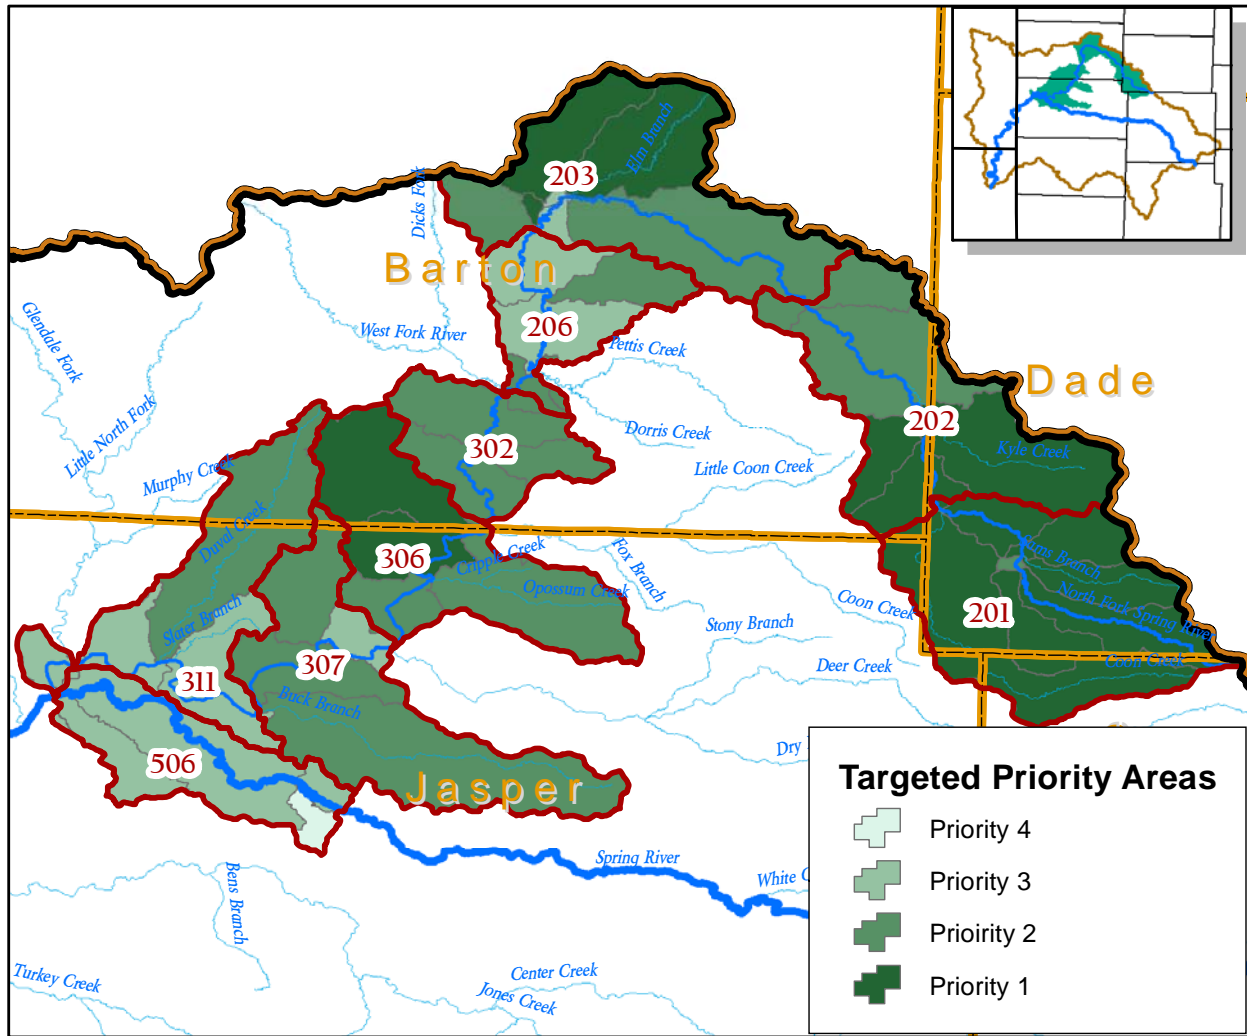 Elm Branch
203
Dicks Fork
Barton
206
West Fork River
Pettis Creek
Glendale Fork
Dade
Little North Fork
302
Dorris Creek
202
Kyle Creek
Little Coon Creek
Murphy Creek
Duval Creek
306
Cripple Creek
Fox Branch
Sams Branch
Opossum Creek
Coon Creek
North Fork Spring River
201
Slater Branch
Stony Branch
307
Deer Creek
Coon Creek
311
Buck Branch
506
Dry
Jasper
Targeted Priority Areas
Priority 4
Priority 3
Prioirity 2
Priority 1
Spring River
White
Bens Branch
Turkey Creek
Center Creek
Jones Creek